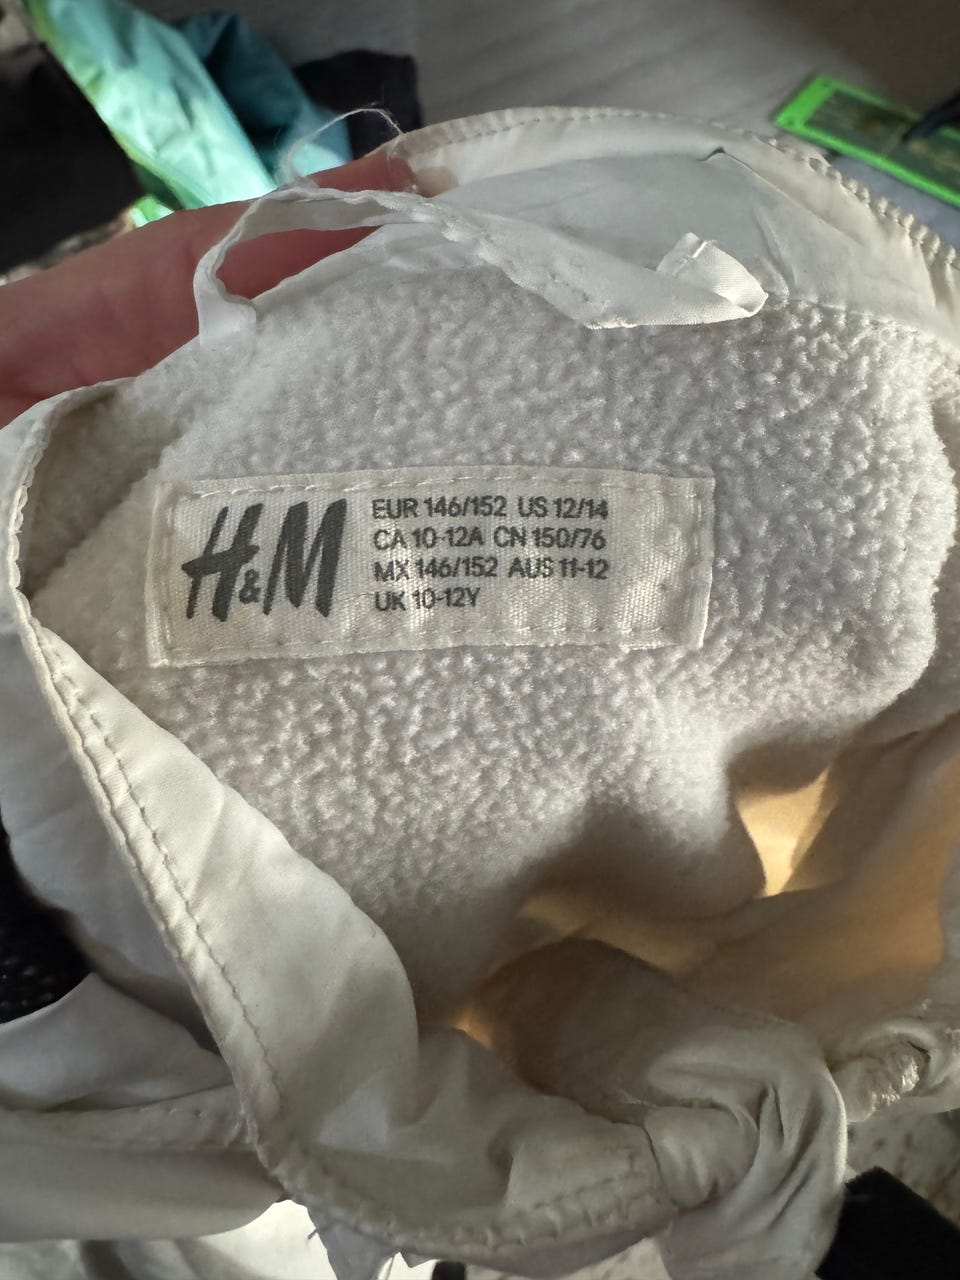 H&M
EUR 146/152 US 12/14
CA 10-12A CN 150/76
MX 146/152 AUS 11-12
UK 10-12Y